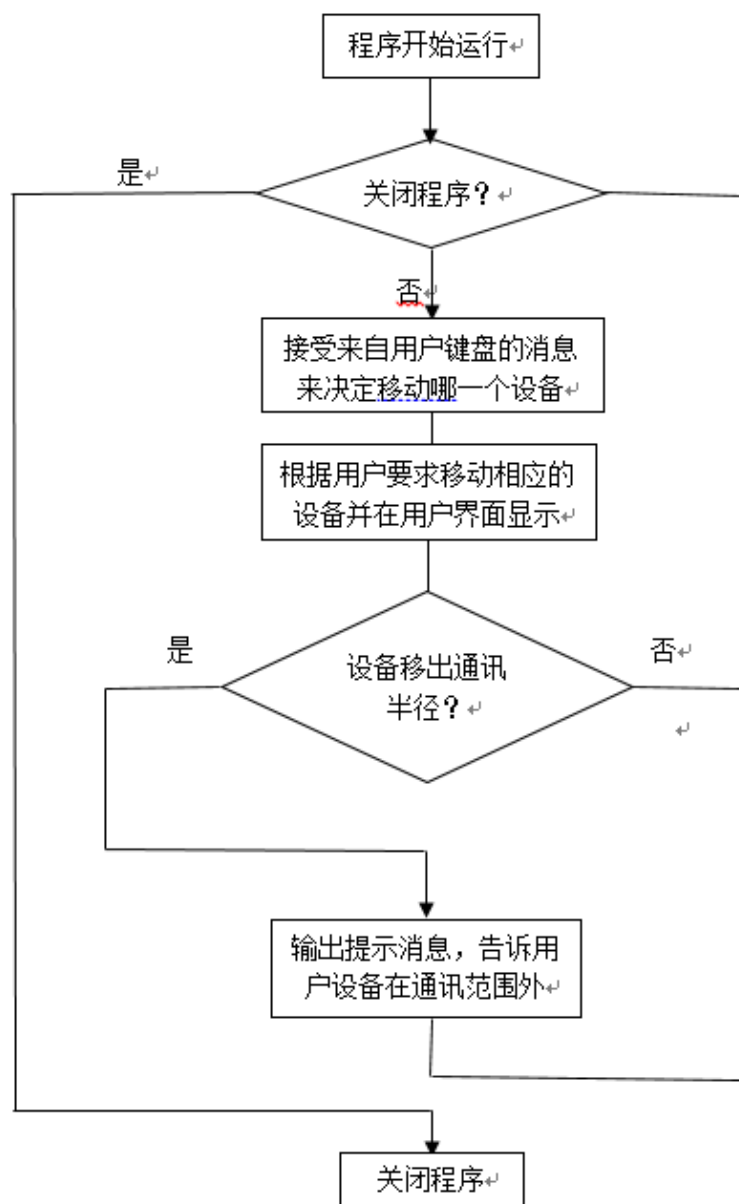 程序开始运行
是
关闭程序？
否
接受来自用户键盘的消息
来决定移动哪一个设备
根据用户要求移动相应的
设备并在用户界面显示
是
设备移出通讯
半径？
否
输出提示消息，告诉用
户设备在通讯范围外
关闭程序